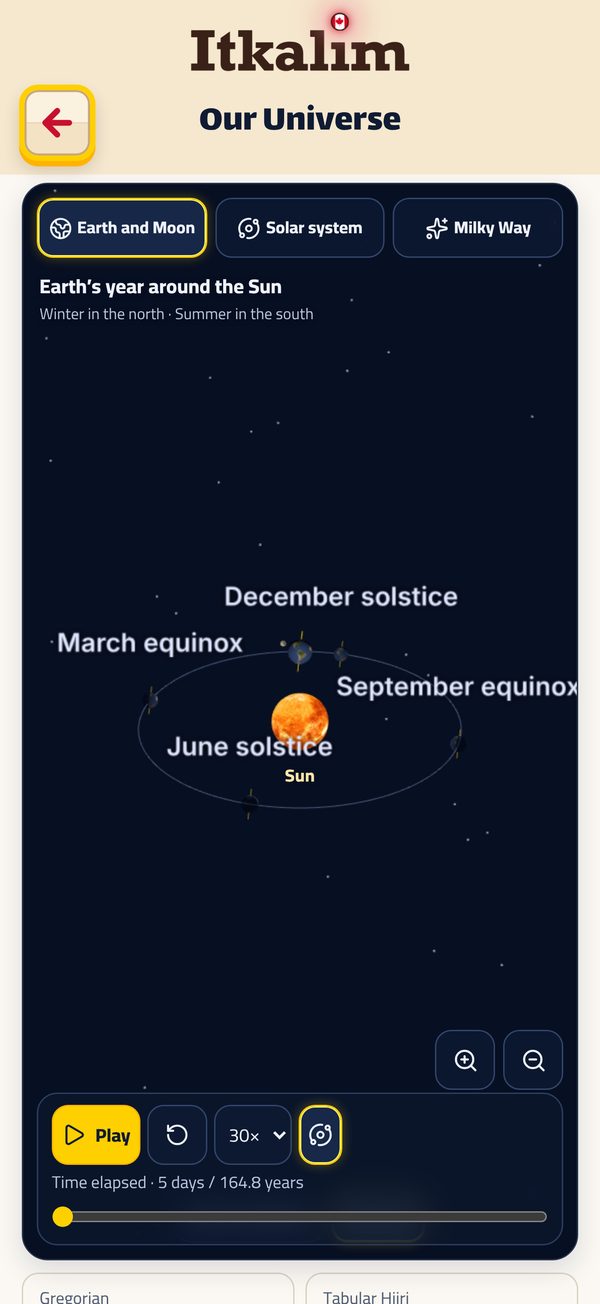 Itkalim
Our Universe
Earth and Moon
Solar system
Milky Way
Earth’s year around the Sun
Winter in the north · Summer in the south
December solstice
March equinox
September equinox
June solstice
Sun
Play
30×
Time elapsed · 5 days / 164.8 years
Gregorian
Tabular Hijri